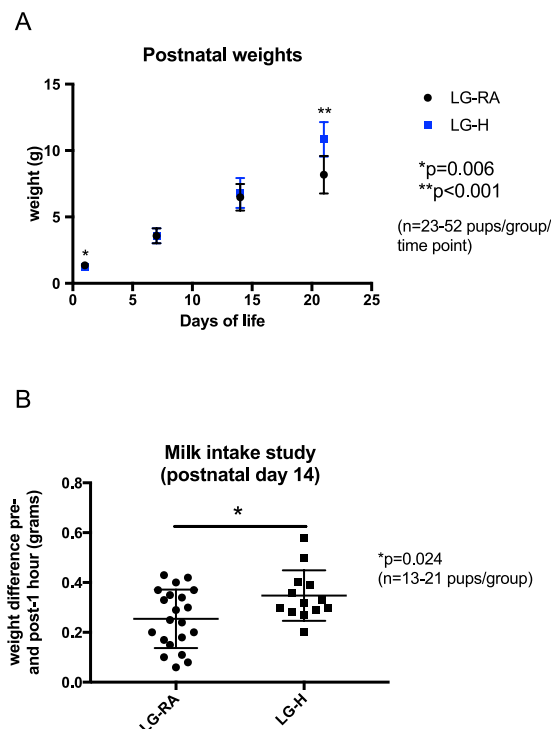 A
Postnatal weights
15
10
5
0
weight (g)
*
**
0 5 10 15 20 25
Days of life
LG-RA
LG-H
*p=0.006
**p<0.001
(n=23-52 pups/group/
time point)
B
Milk intake study
(postnatal day 14)
0.8
0.6
0.4
0.2
0.0
weight difference pre-
and post-1 hour (grams)
*
LG-RA
LG-H
*p=0.024
(n=13-21 pups/group)